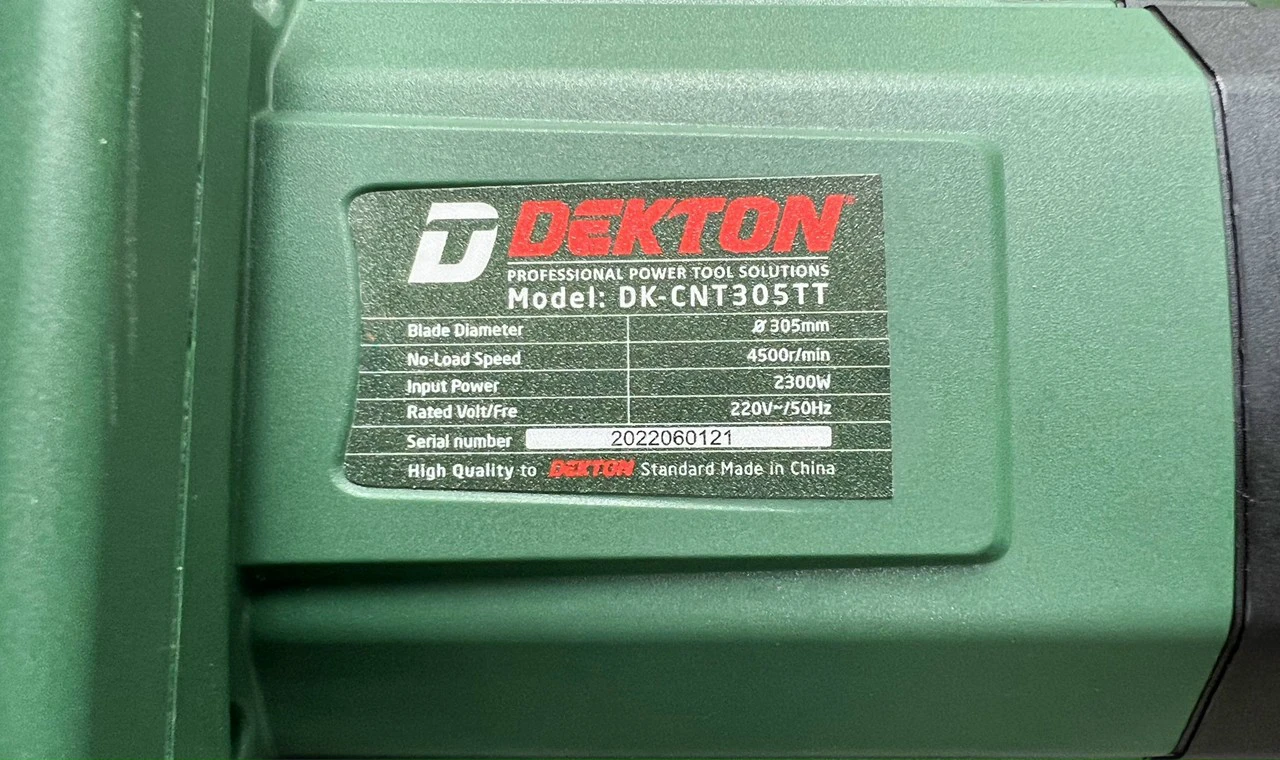 DEKTON™
PROFESSIONAL POWER TOOL SOLUTIONS
Model: DK-CNT305TT
Blade Diameter Ø 305mm
No-Load Speed 4500r/min
Input Power 2300W
Rated Volt/Fre 220V~/50Hz
Serial number 2022060121
High Quality to DEKTON Standard Made in China